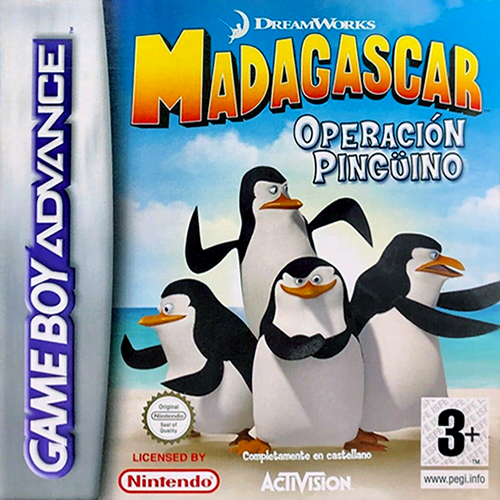 DREAMWORKS
MADAGASCAR
OPERACIÓN
PINGÜINO
GAME BOY ADVANCE
Original
Nintendo
Seal of
Quality
LICENSED BY
Nintendo
Completamente en castellano
ACTIVISION
3+
TM
www.pegi.info